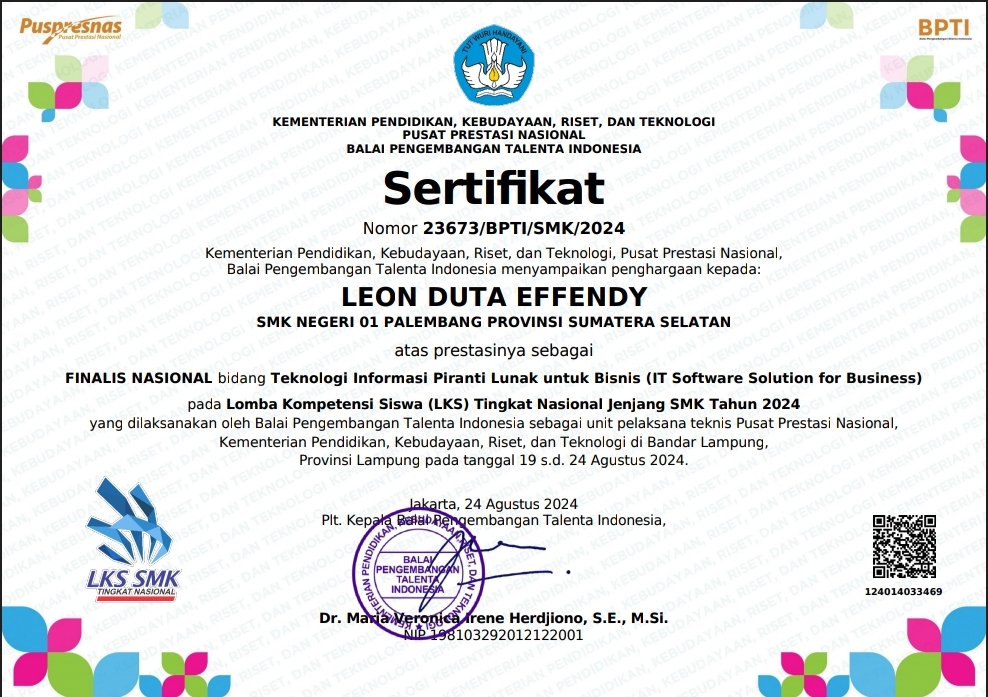 Puspresnas
Pusat Prestasi Nasional
BPTI
TUT WURI HANDAYANI
KEMENTERIAN PENDIDIKAN, KEBUDAYAAN, RISET, DAN TEKNOLOGI
PUSAT PRESTASI NASIONAL
BALAI PENGEMBANGAN TALENTA INDONESIA
Sertifikat
Nomor 23673/BPTI/SMK/2024
Kementerian Pendidikan, Kebudayaan, Riset, dan Teknologi, Pusat Prestasi Nasional,
Balai Pengembangan Talenta Indonesia menyampaikan penghargaan kepada:
LEON DUTA EFFENDY
SMK NEGERI 01 PALEMBANG PROVINSI SUMATERA SELATAN
atas prestasinya sebagai
FINALIS NASIONAL bidang Teknologi Informasi Piranti Lunak untuk Bisnis (IT Software Solution for Business)
pada Lomba Kompetensi Siswa (LKS) Tingkat Nasional Jenjang SMK Tahun 2024
yang dilaksanakan oleh Balai Pengembangan Talenta Indonesia sebagai unit pelaksana teknis Pusat Prestasi Nasional,
Kementerian Pendidikan, Kebudayaan, Riset, dan Teknologi di Bandar Lampung,
Provinsi Lampung pada tanggal 19 s.d. 24 Agustus 2024.
Jakarta, 24 Agustus 2024
Plt. Kepala Balai Pengembangan Talenta Indonesia,
KEMENTERIAN PENDIDIKAN, KEBUDAYAAN, RISET, DAN TEKNOLOGI
BALAI
PENGEMBANGAN
TALENTA
INDONESIA
LKS SMK
TINGKAT NASIONAL
124014033469
Dr. Maria Veronica Irene Herdjiono, S.E., M.Si.
NIP 198103292012122001